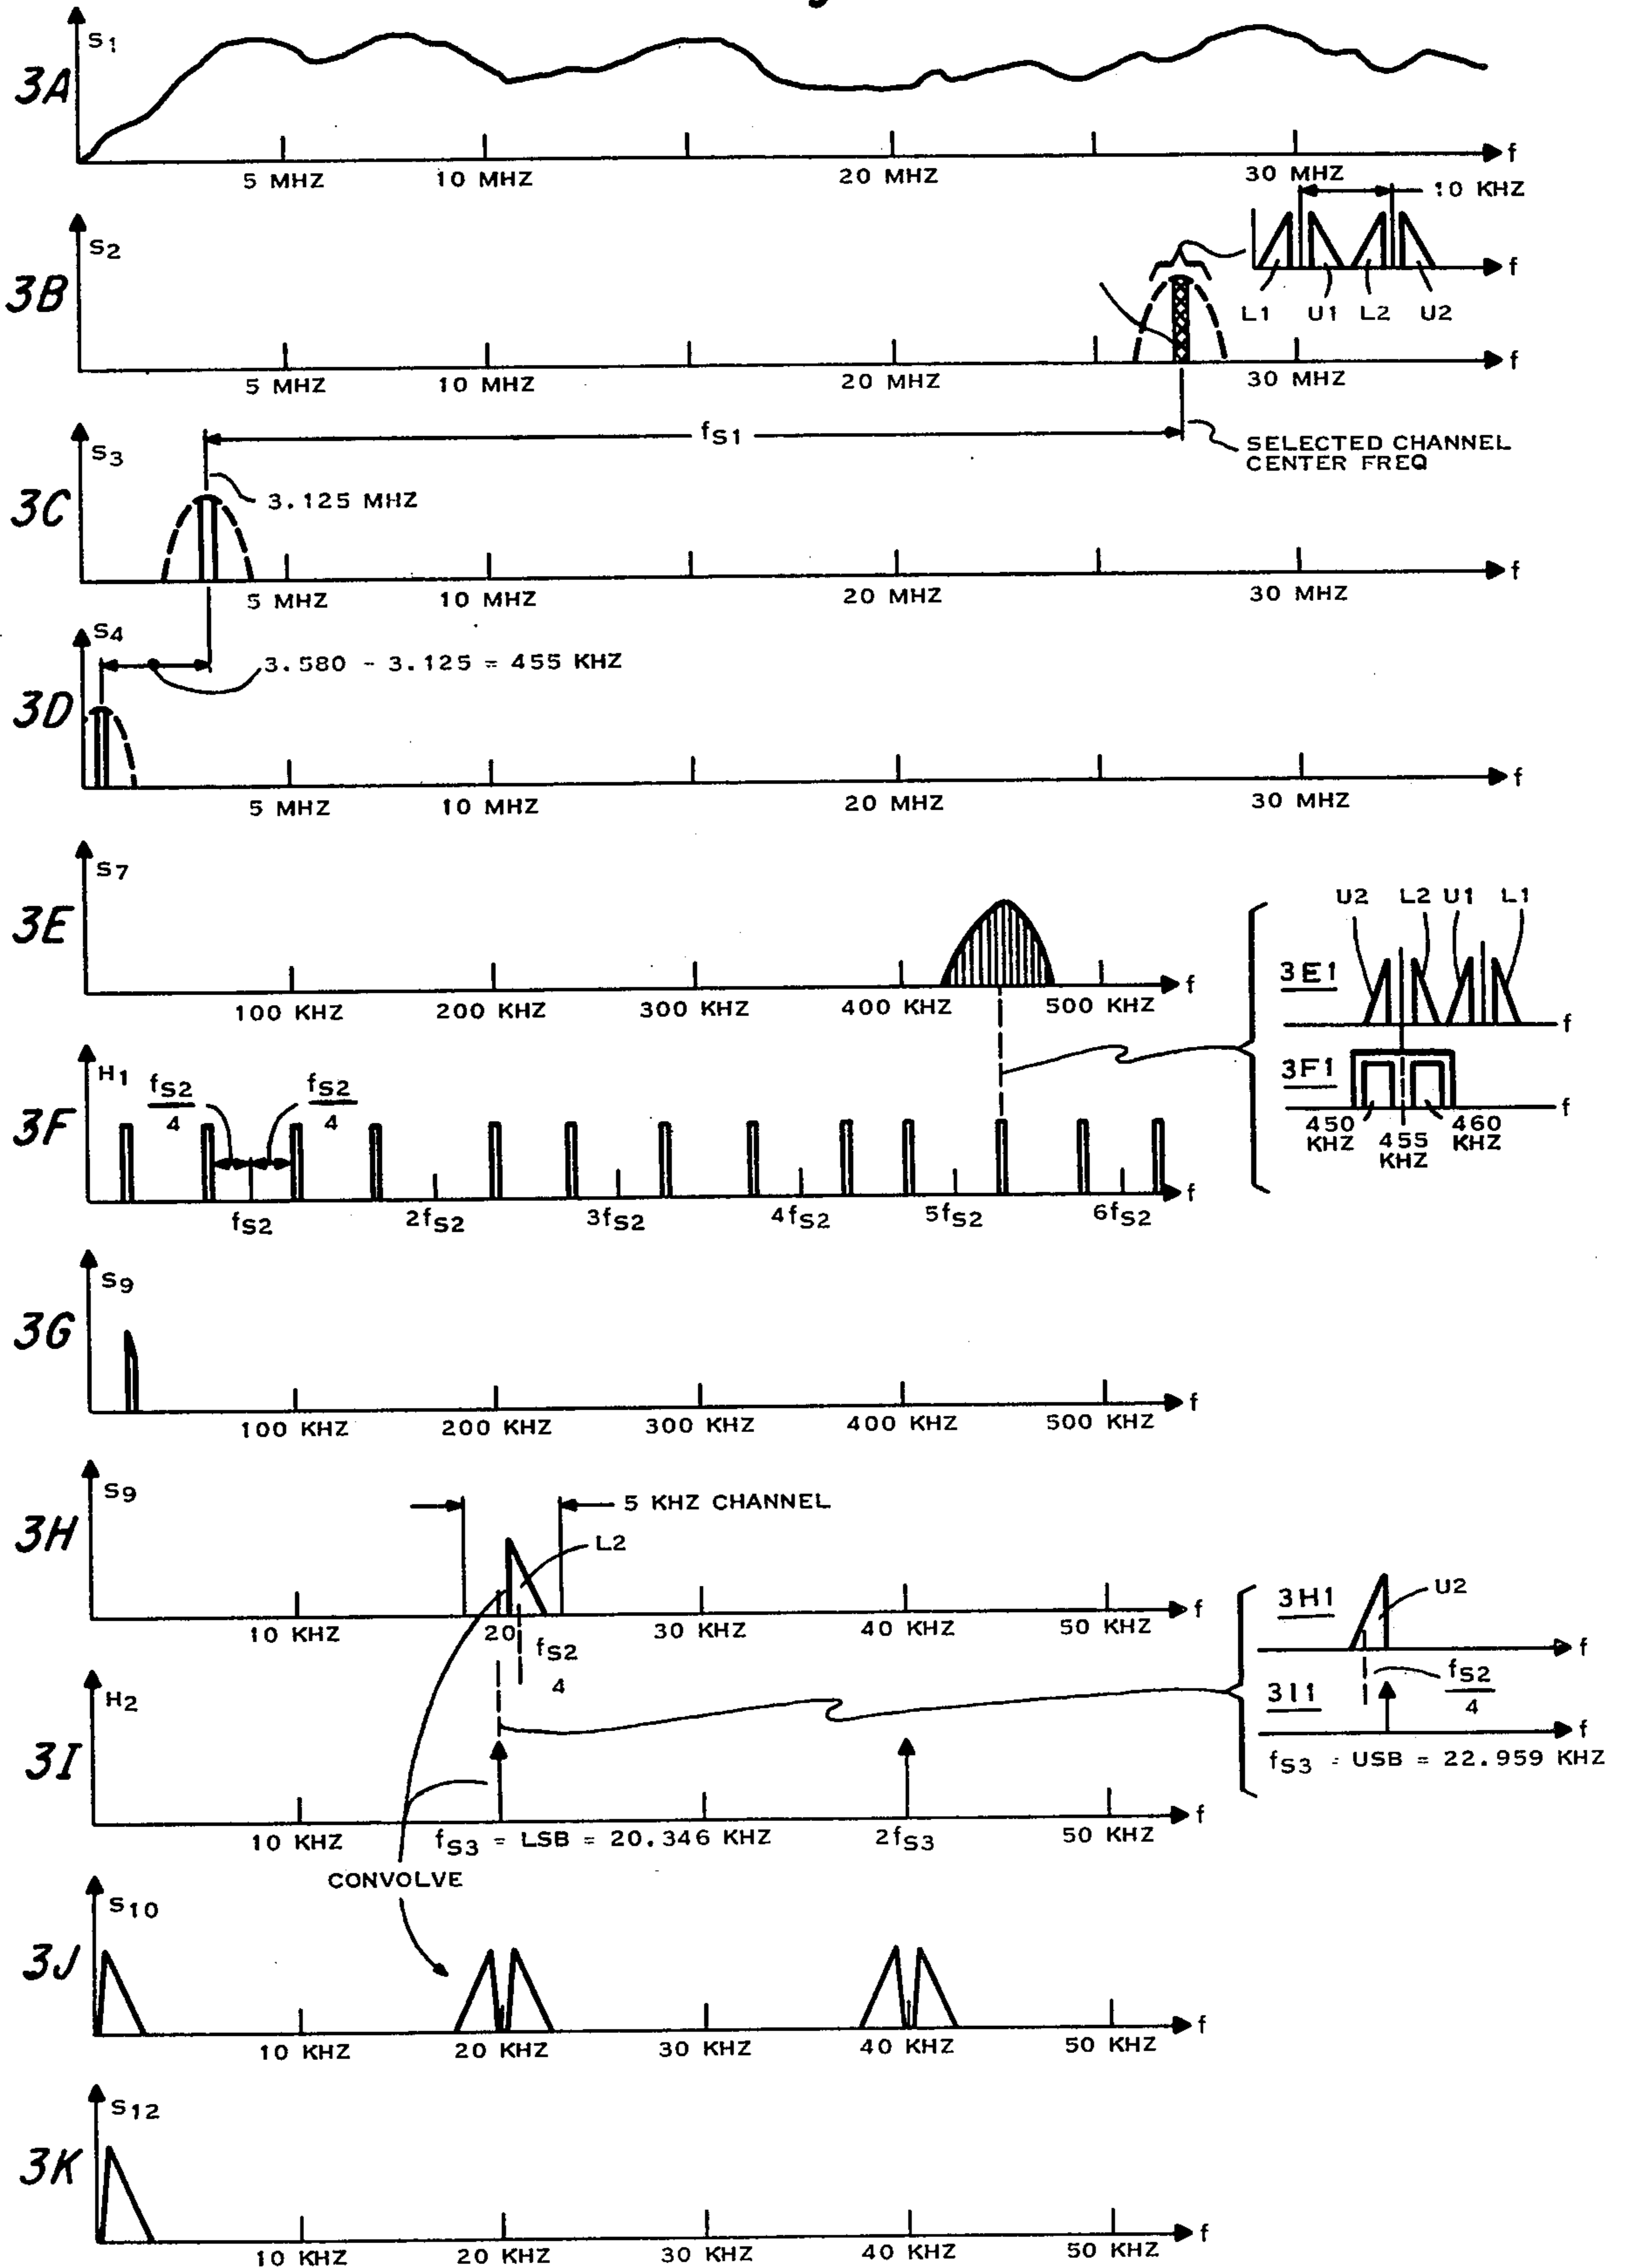 3A
S1
5 MHZ 10 MHZ 20 MHZ 30 MHZ
f
10 KHZ
3B
S2
L1 U1 L2 U2
f
5 MHZ 10 MHZ 20 MHZ 30 MHZ
f
3C
S3
fS1
SELECTED CHANNEL
CENTER FREQ
3.125 MHZ
5 MHZ 10 MHZ 20 MHZ 30 MHZ
f
3D
S4
3.580 - 3.125 = 455 KHZ
5 MHZ 10 MHZ 20 MHZ 30 MHZ
f
3E
S7
100 KHZ 200 KHZ 300 KHZ 400 KHZ 500 KHZ
f
U2 L2 U1 L1
3E1
f
3F1
f
450 KHZ
455 KHZ
460 KHZ
3F
H1
fS2
4
fS2
4
fS2 2fS2 3fS2 4fS2 5fS2 6fS2
f
3G
S9
100 KHZ 200 KHZ 300 KHZ 400 KHZ 500 KHZ
f
3H
S9
5 KHZ CHANNEL
L2
10 KHZ 20 30 KHZ 40 KHZ 50 KHZ
f
fS2
4
3H1
U2
f
3I1
fS2
4
f
fS3 = USB = 22.959 KHZ
3I
H2
10 KHZ fS3 = LSB = 20.346 KHZ 2fS3 50 KHZ
f
CONVOLVE
3J
S10
10 KHZ 20 KHZ 30 KHZ 40 KHZ 50 KHZ
f
3K
S12
10 KHZ 20 KHZ 30 KHZ 40 KHZ 50 KHZ
f